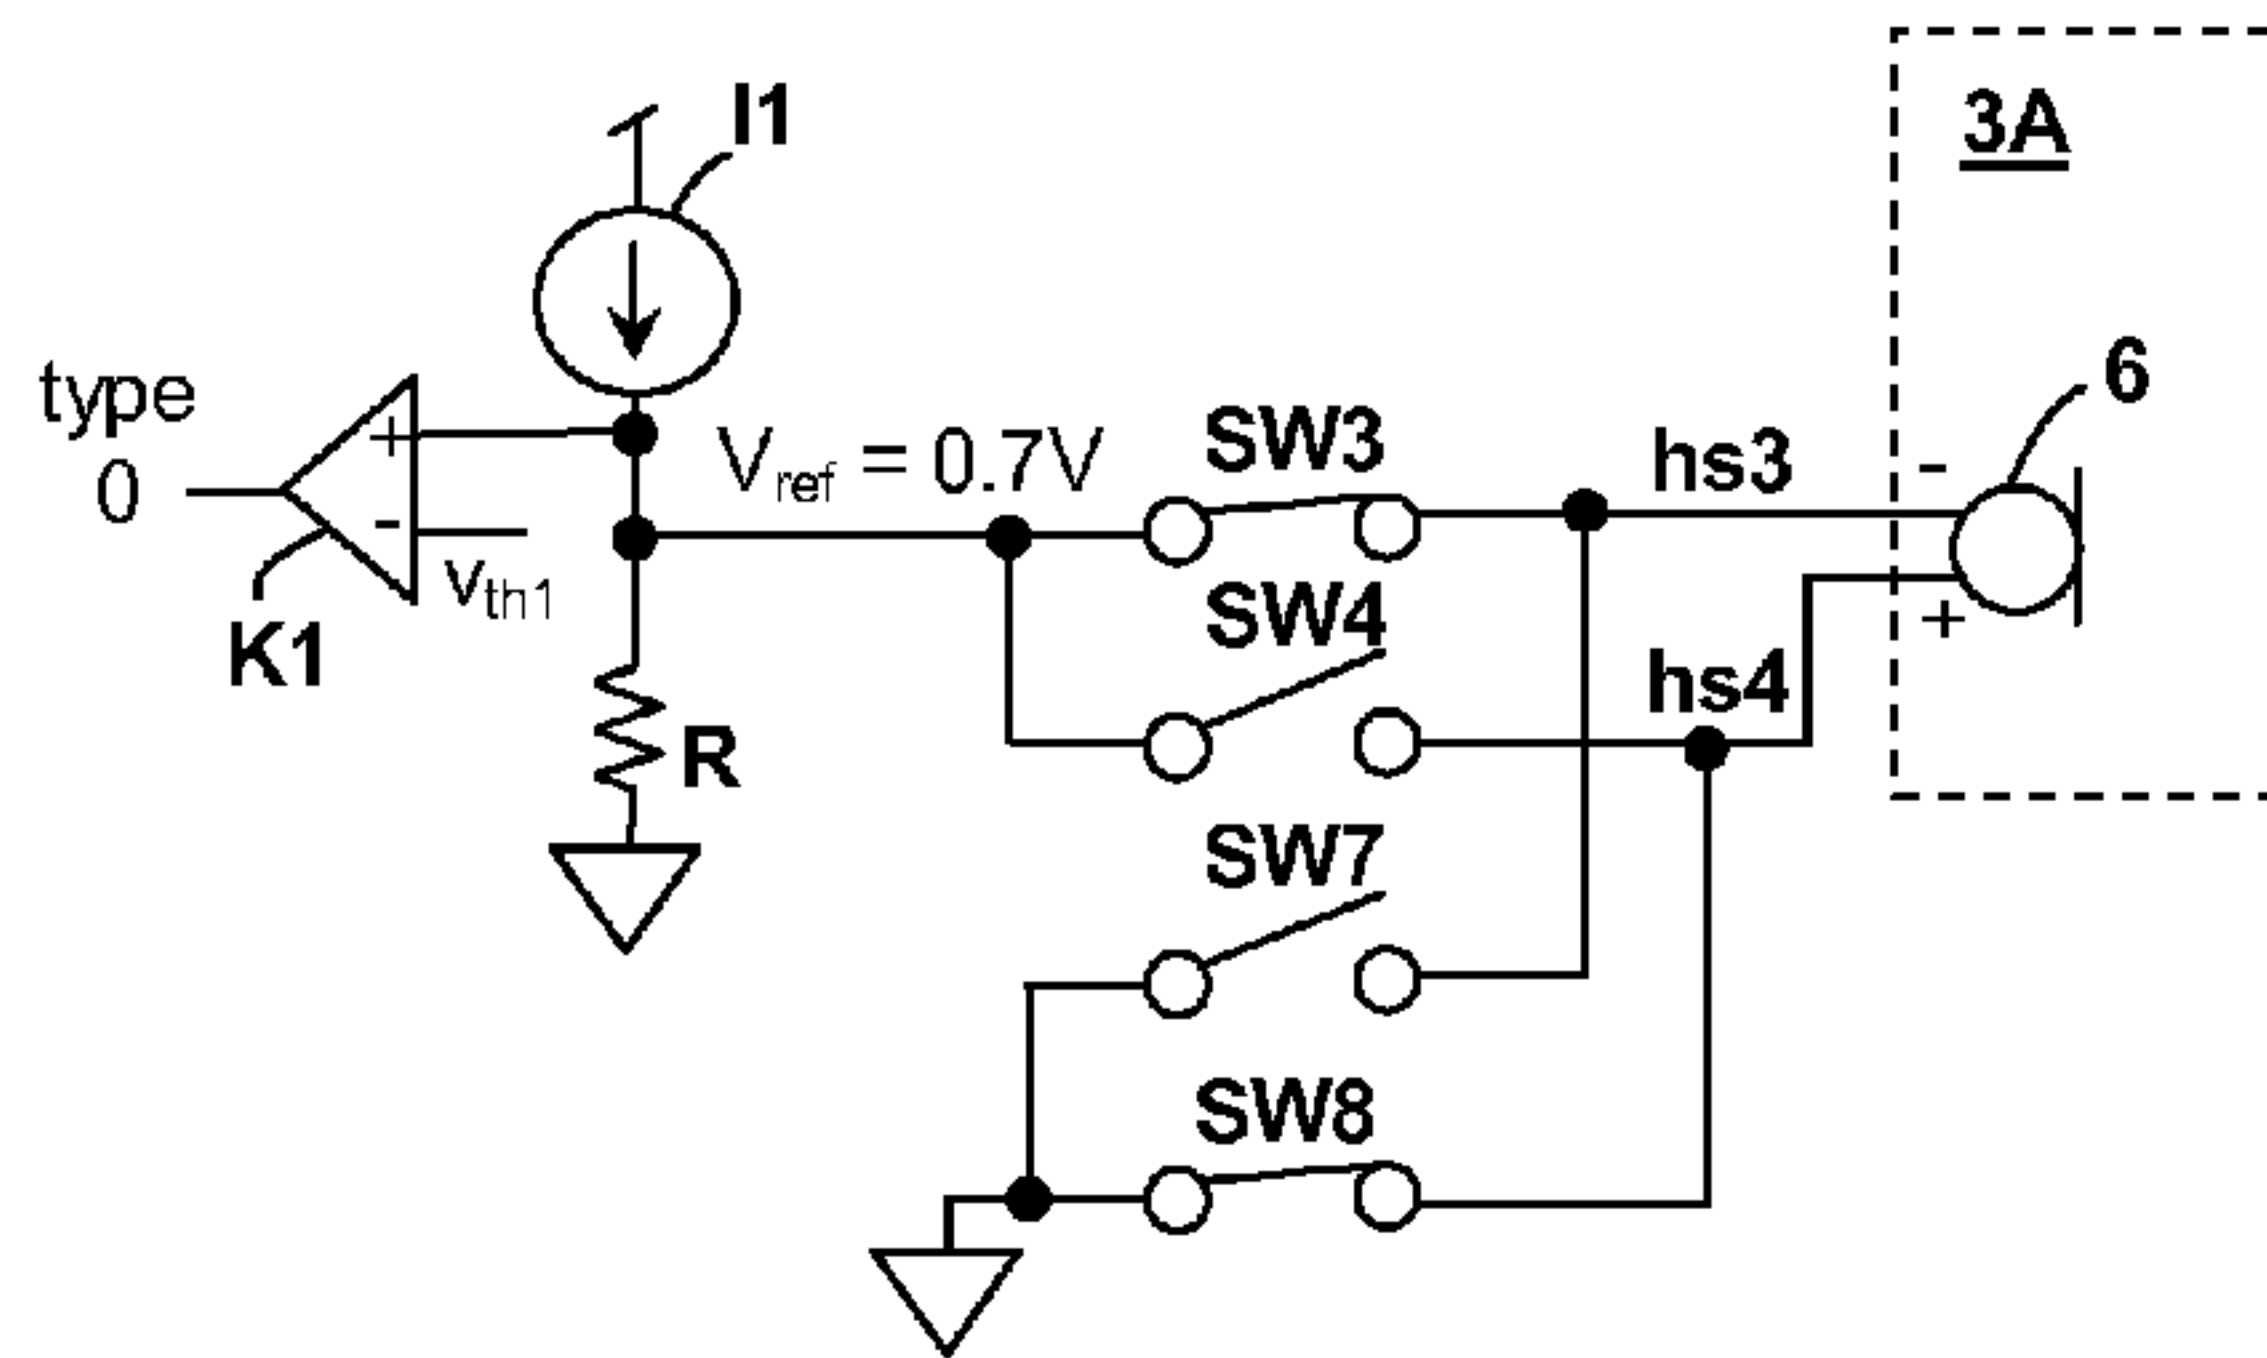 I1
3A
type
0
+
-
K1
vth1
Vref = 0.7V
R
SW3
hs3
-
6
SW4
+
hs4
SW7
SW8